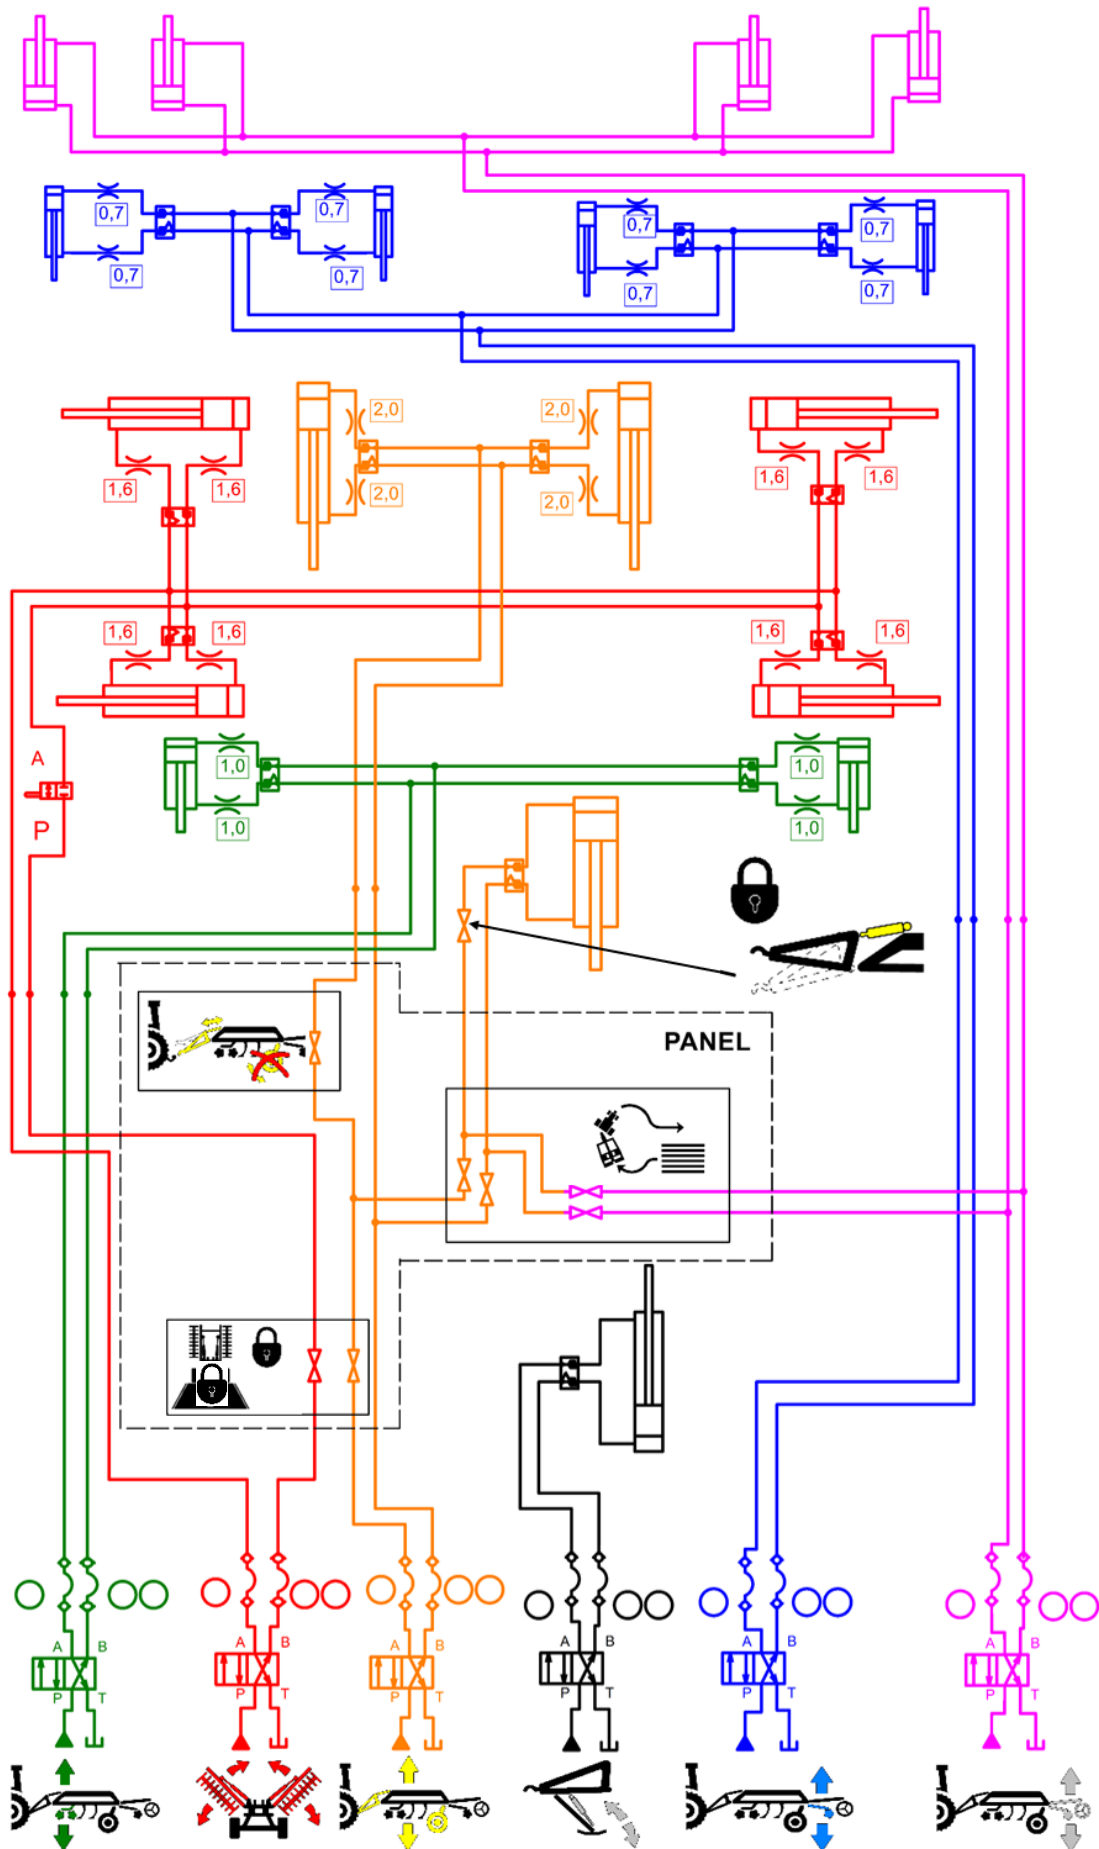 0,7 0,7 0,7 0,7
0,7 0,7 0,7 0,7
2,0 2,0
1,6 1,6 1,6 1,6
2,0 2,0
1,6 1,6 1,6 1,6
A
1,0 1,0
P
1,0 1,0
PANEL
A B A B A B A B A B A B
P T P T P T P T P T P T